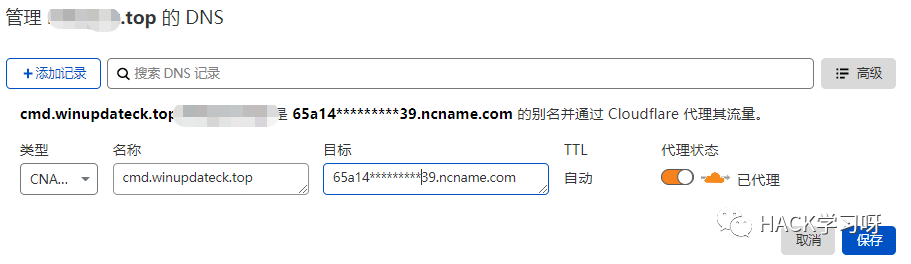 管理 .top 的 DNS
+添加记录 搜索 DNS 记录 高级
cmd.winupdateck.top 是 65a14*********39.ncname.com 的别名并通过 Cloudflare 代理其流量。
类型 名称 目标 TTL 代理状态
CNA... cmd.winupdateck.top 65a14*********39.ncname.com 自动 已代理
HACK学习呀
取消 保存